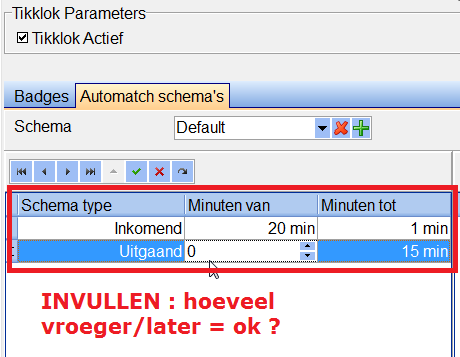 Tikklok Parameters
Tikklok Actief
Badges Automatch schema's
Schema Default
Schema type Minuten van Minuten tot
Inkomend 20 min 1 min
Uitgaand 0 15 min
INVULLEN : hoeveel
vroeger/later = ok ?